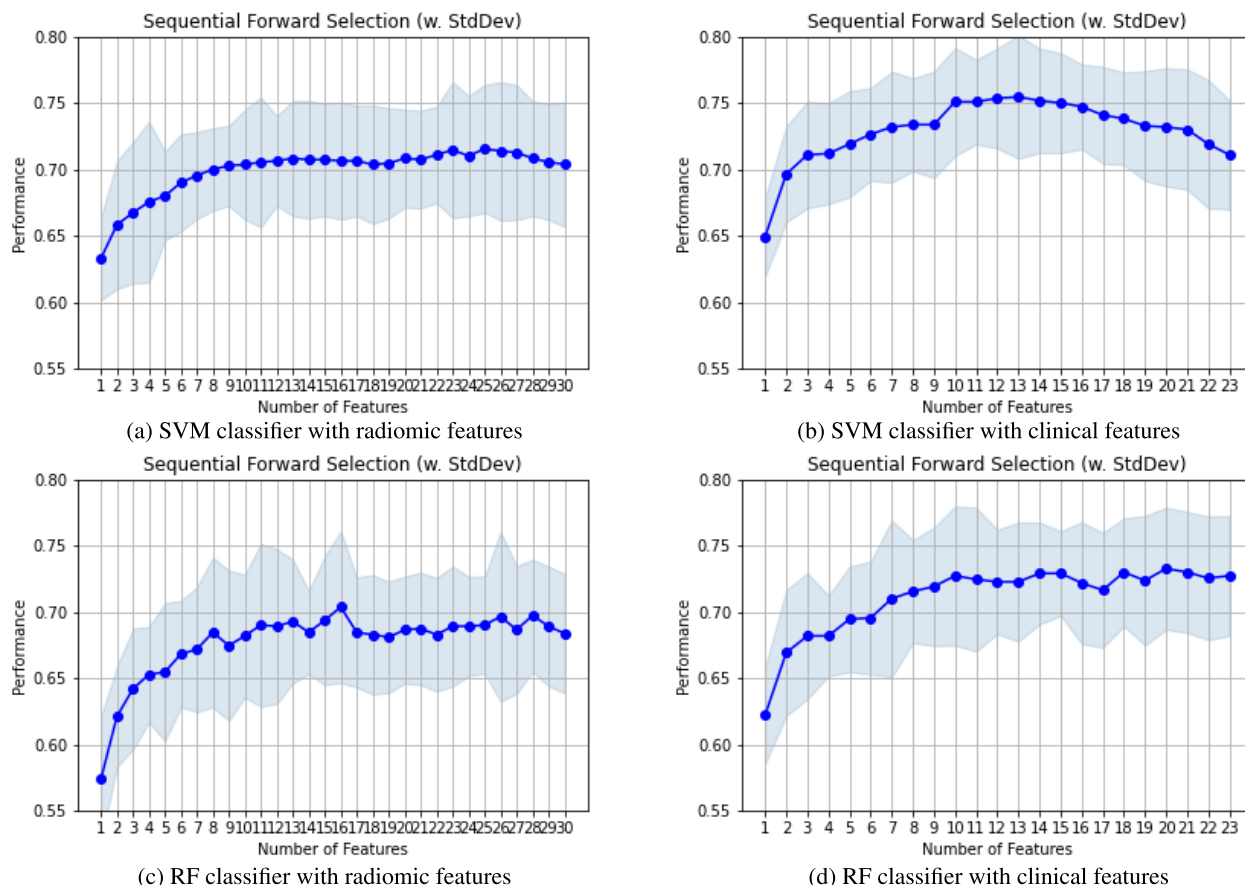 Sequential Forward Selection (w. StdDev)
0.80
0.75
0.70
0.65
0.60
0.55
Performance
1 2 3 4 5 6 7 8 9 10 11 12 13 14 15 16 17 18 19 20 21 22 23 24 25 26 27 28 29 30
Number of Features
(a) SVM classifier with radiomic features
Sequential Forward Selection (w. StdDev)
0.80
0.75
0.70
0.65
0.60
0.55
Performance
1 2 3 4 5 6 7 8 9 10 11 12 13 14 15 16 17 18 19 20 21 22 23
Number of Features
(b) SVM classifier with clinical features
Sequential Forward Selection (w. StdDev)
0.80
0.75
0.70
0.65
0.60
0.55
Performance
1 2 3 4 5 6 7 8 9 10 11 12 13 14 15 16 17 18 19 20 21 22 23 24 25 26 27 28 29 30
Number of Features
(c) RF classifier with radiomic features
Sequential Forward Selection (w. StdDev)
0.80
0.75
0.70
0.65
0.60
0.55
Performance
1 2 3 4 5 6 7 8 9 10 11 12 13 14 15 16 17 18 19 20 21 22 23
Number of Features
(d) RF classifier with clinical features